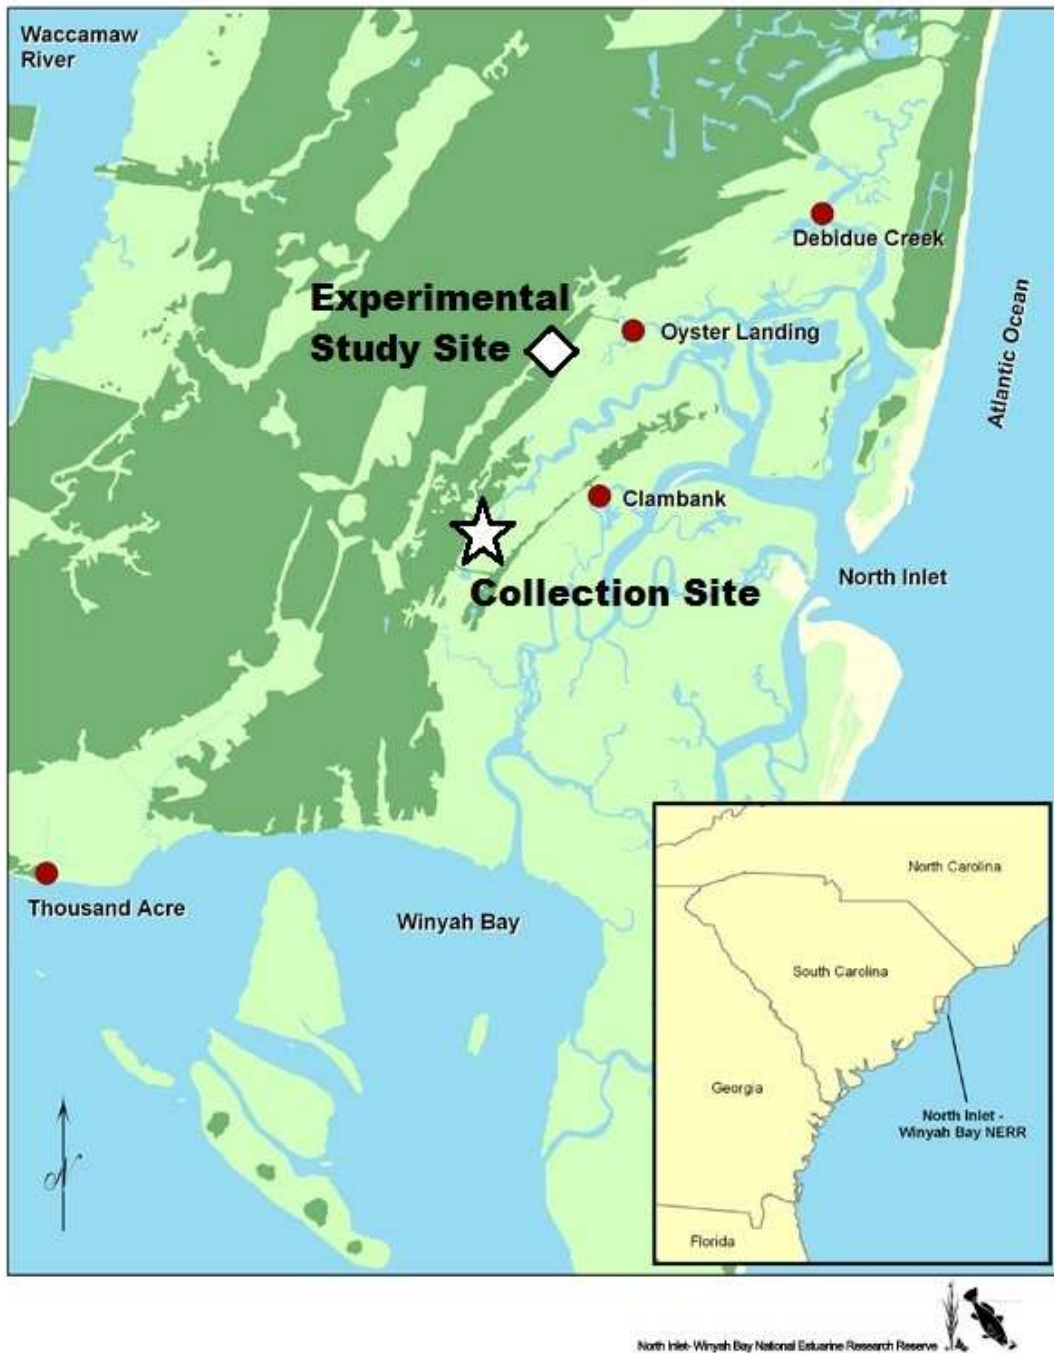 Waccamaw
River
Debidue Creek
Experimental
Study Site
Oyster Landing
Atlantic Ocean
Clambank
North Inlet
Collection Site
Thousand Acre
Winyah Bay
North Carolina
South Carolina
Georgia
North Inlet -
Winyah Bay NERR
Florida
N
North Inlet- Winyah Bay National Estuarine Research Reserve